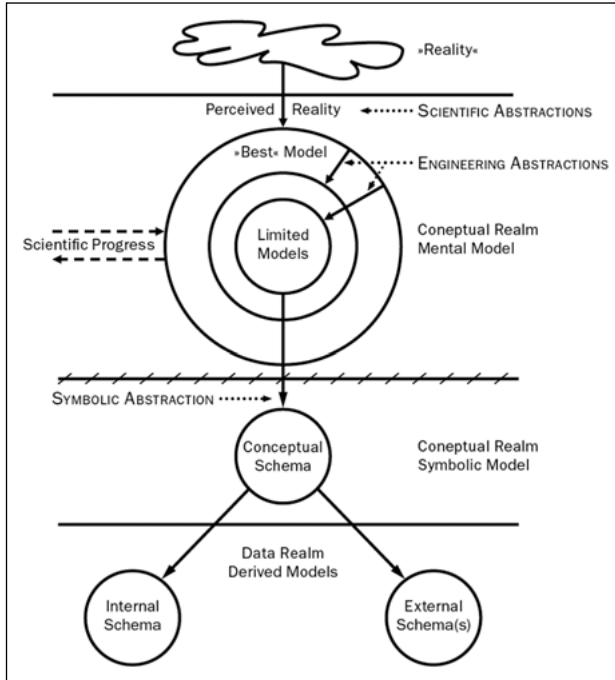 »Reality«
Perceived Reality
SCIENTIFIC ABSTRACTIONS
»Best« Model
ENGINEERING ABSTRACTIONS
Limited
Models
Coneptual Realm
Mental Model
Scientific Progress
SYMBOLIC ABSTRACTION
Conceptual
Schema
Coneptual Realm
Symbolic Model
Data Realm
Derived Models
Internal
Schema
External
Schema(s)